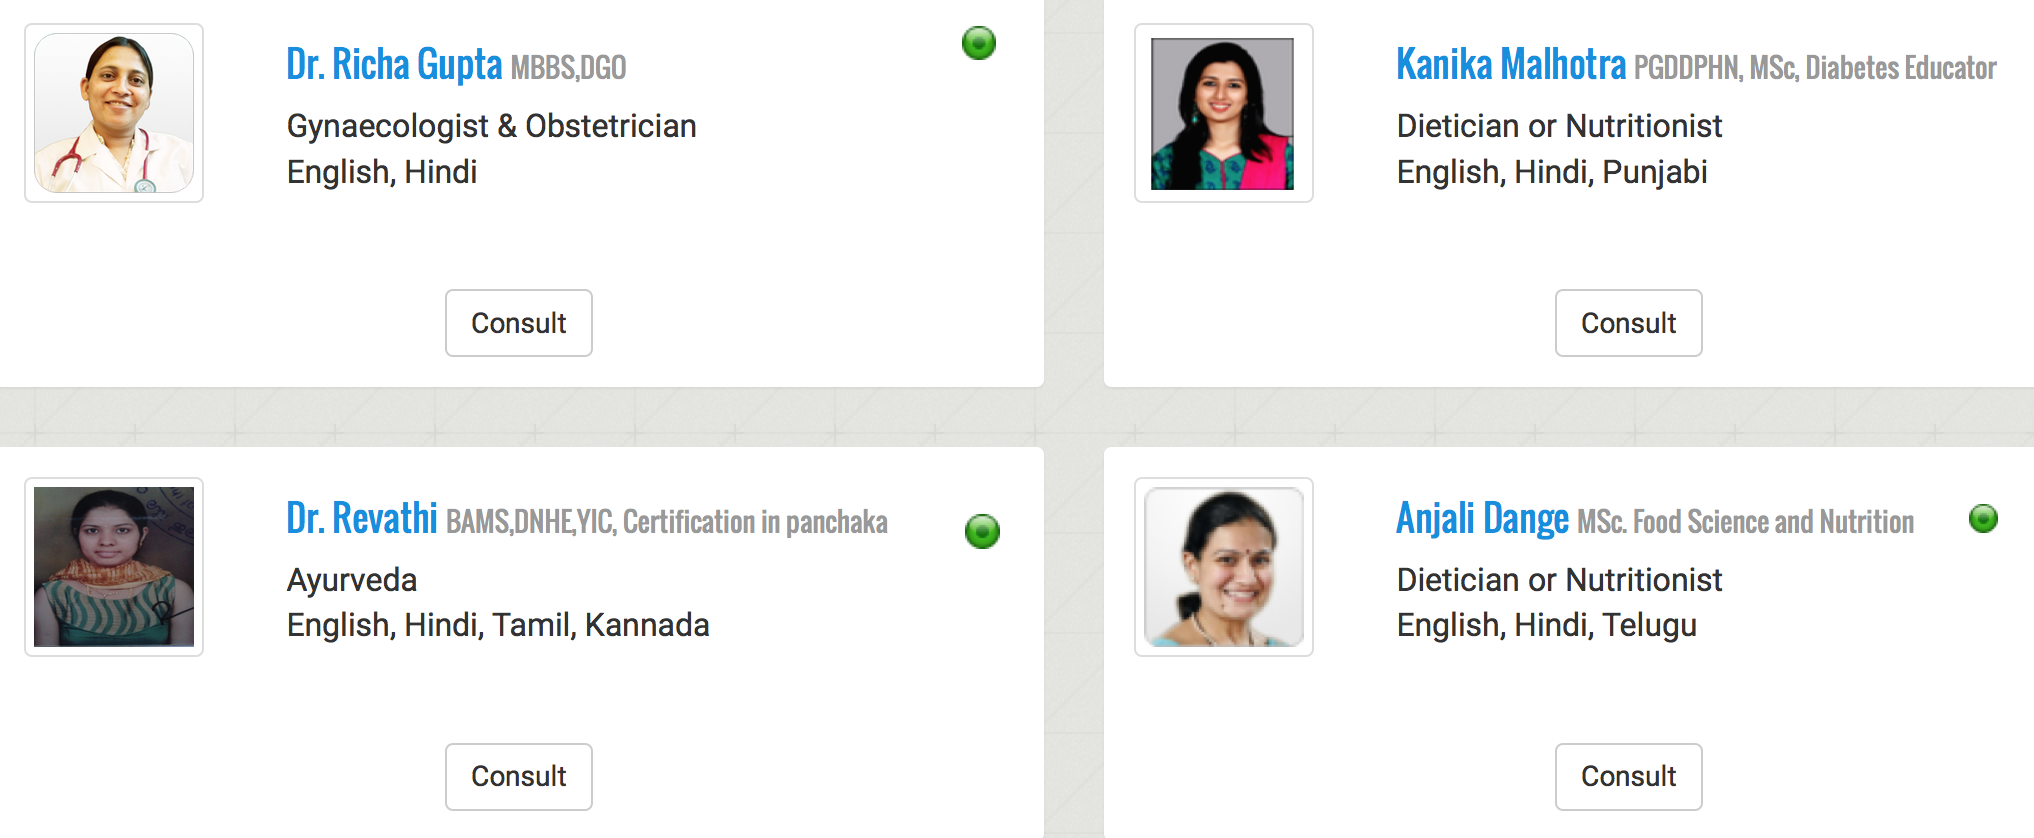 Dr. Richa Gupta MBBS,DGO
Gynaecologist & Obstetrician
English, Hindi
Consult
Kanika Malhotra PGDDPHN, MSc, Diabetes Educator
Dietician or Nutritionist
English, Hindi, Punjabi
Consult
Dr. Revathi BAMS,DNHE,YIC, Certification in panchaka
Ayurveda
English, Hindi, Tamil, Kannada
Consult
Anjali Dange MSc. Food Science and Nutrition
Dietician or Nutritionist
English, Hindi, Telugu
Consult